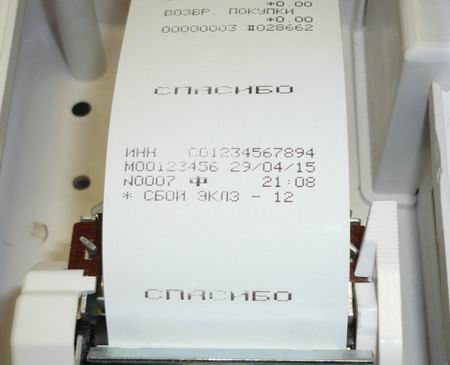 *0.00
ВОЗВР. ПОКУПКИ
*0.00
00000003 #028662
СПАСИБО
ИНН 001234567894
М00123456 29/04/15
№0007 Ф 21:08
* СБОЙ ЭКЛЗ - 12
СПАСИБО